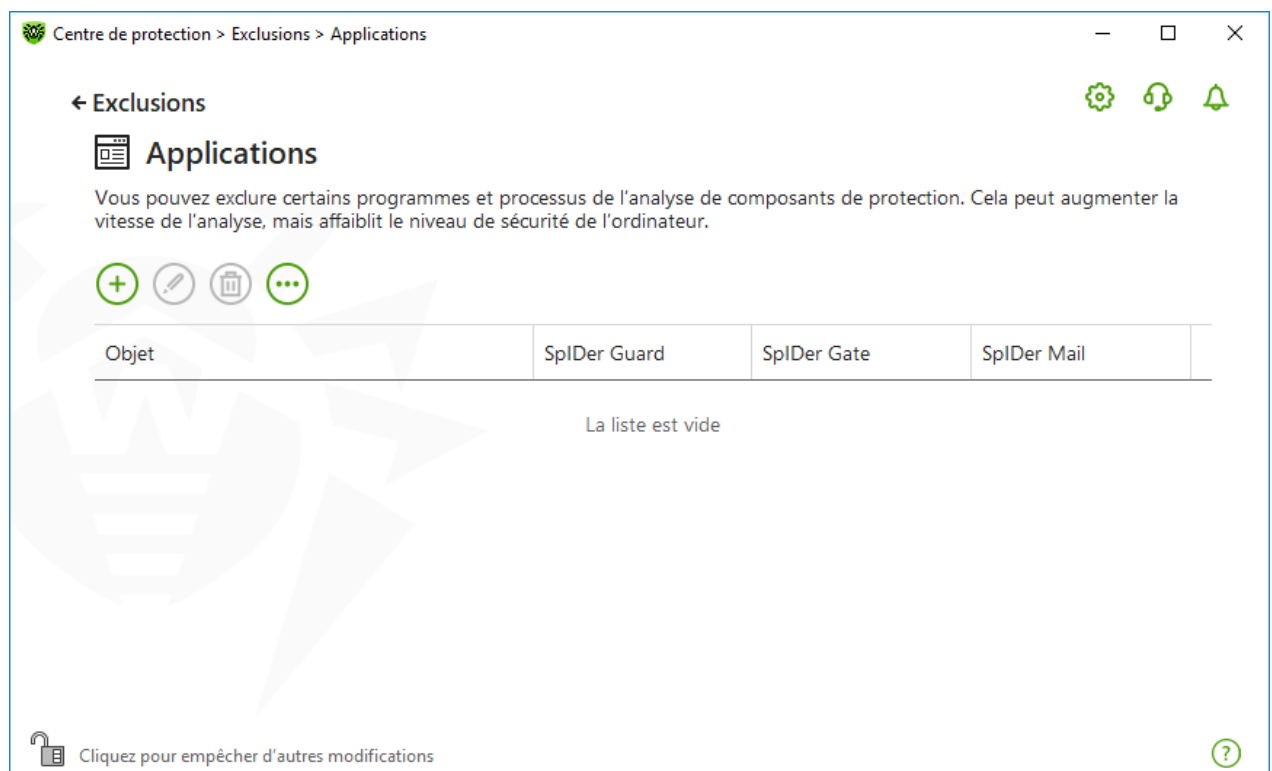 Centre de protection > Exclusions > Applications
Exclusions
Applications
Vous pouvez exclure certains programmes et processus de l'analyse de composants de protection. Cela peut augmenter la
vitesse de l'analyse, mais affaiblit le niveau de sécurité de l'ordinateur.
Objet SpIDer Guard SpIDer Gate SpIDer Mail
La liste est vide
Cliquez pour empêcher d'autres modifications